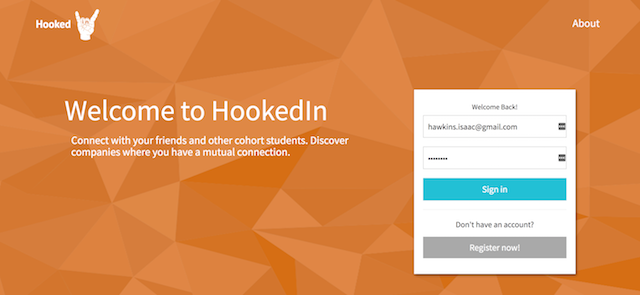 Hooked
About
Welcome to HookedIn
Connect with your friends and other cohort students. Discover
companies where you have a mutual connection.
Welcome Back!
hawkins.isaac@gmail.com
••••••••
Sign in
Don't have an account?
Register now!